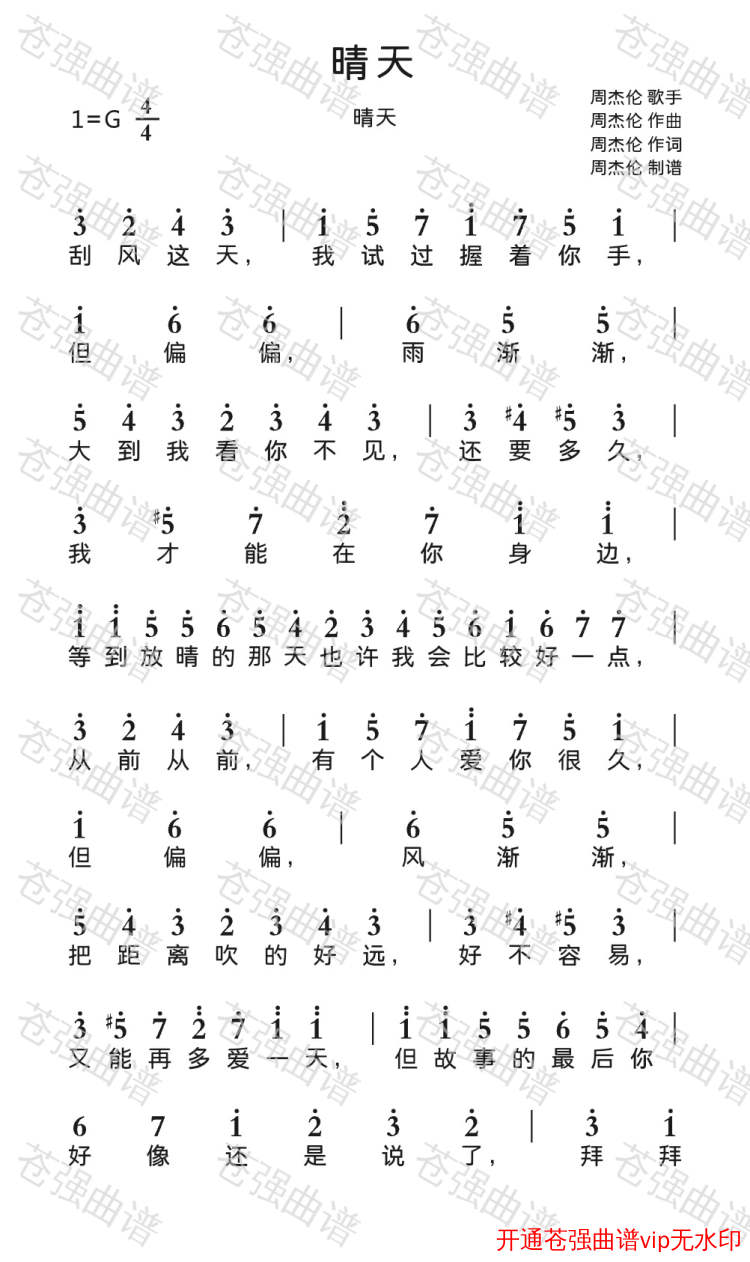 晴天
1=G 4/4
晴天
周杰伦 歌手
周杰伦 作曲
周杰伦 作词
周杰伦 制谱
3̇ 2̇ 4̇ 3̇ | 1̇ 5̇ 7̇ 1̈ 7̇ 5̇ 1̇ |
刮 风 这 天, 我 试 过 握 着 你 手,
1̇ 6̇ 6̇ | 6̇ 5̇ 5̇ |
但 偏 偏, 雨 渐 渐,
5̇ 4̇ 3̇ 2̇ 3̇ 4̇ 3̇ | 3̇ #4̇ #5̇ 3̇ |
大 到 我 看 你 不 见, 还 要 多 久,
3̇ #5̇ 7̇ 2̈ 7̇ 1̈ 1̈ |
我 才 能 在 你 身 边,
1̈ 1̈ 5̇ 5̇ 6̇ 5̇ 4̇ 2̇ 3̇ 4̇ 5̇ 6̇ 1̇ 6̇ 7̇ 7̇ |
等 到 放 晴 的 那 天 也 许 我 会 比 较 好 一 点,
3̇ 2̇ 4̇ 3̇ | 1̇ 5̇ 7̇ 1̈ 7̇ 5̇ 1̇ |
从 前 从 前, 有 个 人 爱 你 很 久,
1̇ 6̇ 6̇ | 6̇ 5̇ 5̇ |
但 偏 偏, 风 渐 渐,
5̇ 4̇ 3̇ 2̇ 3̇ 4̇ 3̇ | 3̇ #4̇ #5̇ 3̇ |
把 距 离 吹 的 好 远, 好 不 容 易,
3̇ #5̇ 7̇ 2̈ 7̇ 1̈ 1̈ | 1̈ 1̈ 5̇ 5̇ 6̇ 5̇ 4̇ |
又 能 再 多 爱 一 天, 但 故 事 的 最 后 你
6 7 1̇ 2̇ 3̇ 2̇ | 3̇ 1̇
好 像 还 是 说 了, 拜 拜
开通苍强曲谱vip无水印
苍强曲谱